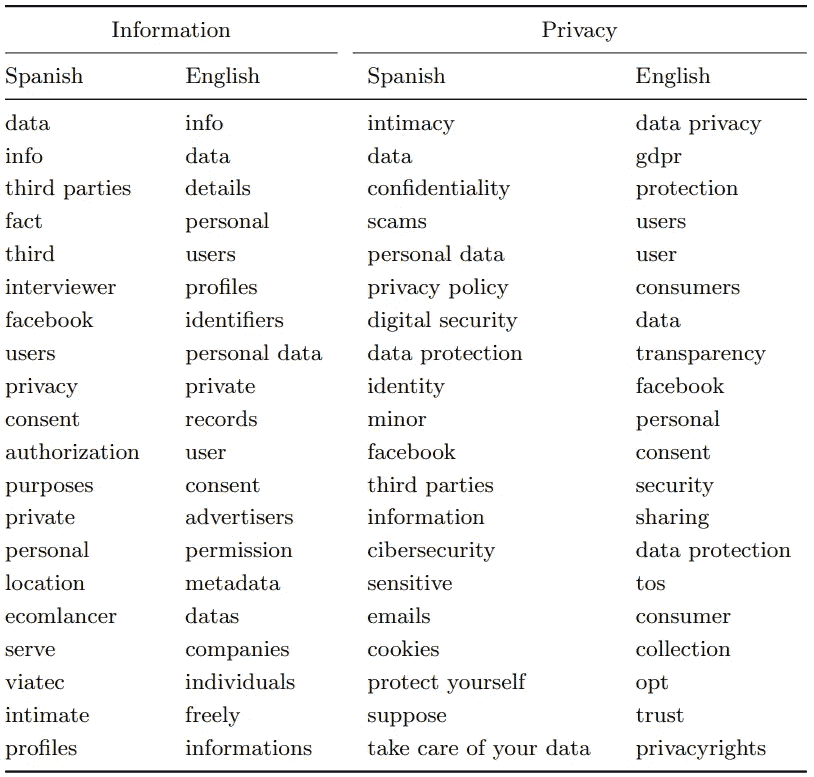 Information Privacy
Spanish English Spanish English
data info intimacy data privacy
info data data gdpr
third parties details confidentiality protection
fact personal scams users
third users personal data user
interviewer profiles privacy policy consumers
facebook identifiers digital security data
users personal data data protection transparency
privacy private identity facebook
consent records minor personal
authorization user facebook consent
purposes consent third parties security
private advertisers information sharing
personal permission cibersecurity data protection
location metadata sensitive tos
ecomlancer datas emails consumer
serve companies cookies collection
viatec individuals protect yourself opt
intimate freely suppose trust
profiles informations take care of your data privacyrights